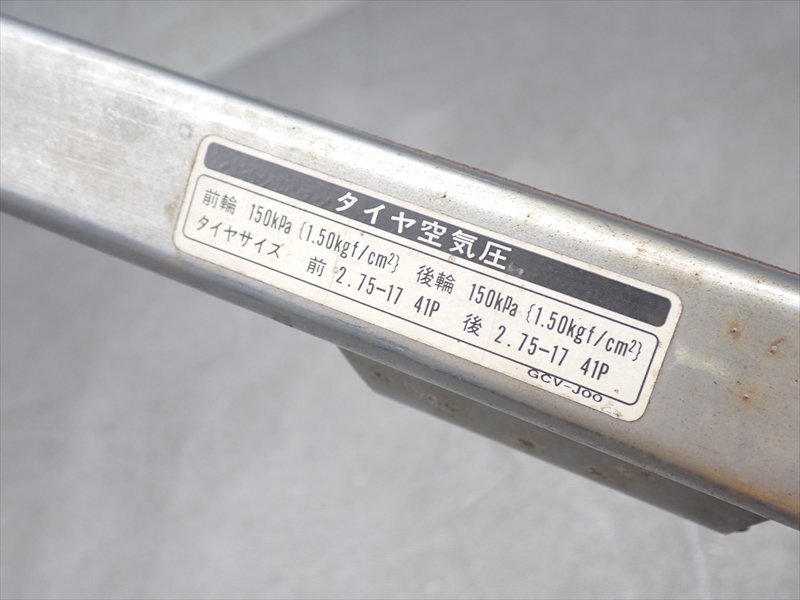 タイヤ空気圧
前輪 150kPa {1.50kgf/cm²} 後輪 150kPa {1.50kgf/cm²}
タイヤサイズ 前 2.75-17 41P 後 2.75-17 41P
GCV-J00